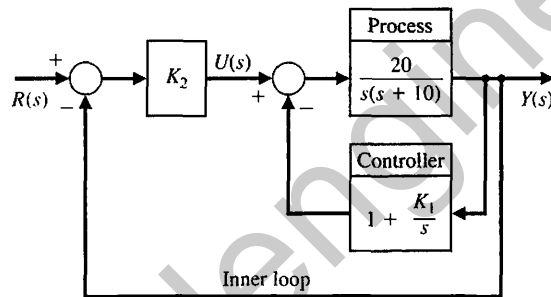 Process
20
s(s + 10)
+
R(s)
−
K₂
U(s)
+
−
Y(s)
Controller
1 + K₁/s
Inner loop